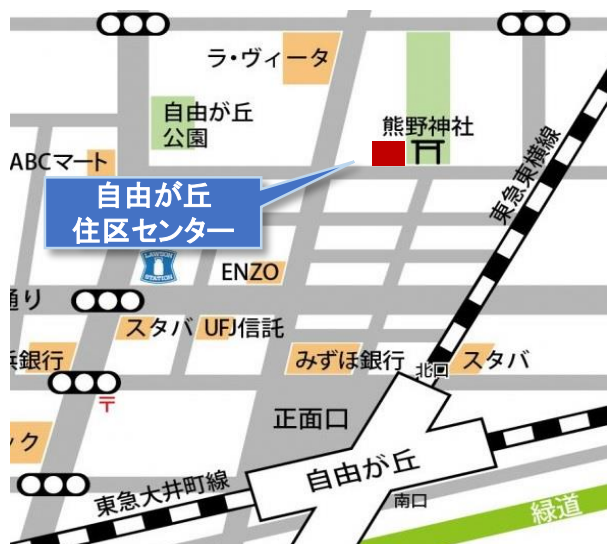 ラ・ヴィータ
自由が丘
公園
熊野神社
ABCマート
自由が丘
住区センター
東急東横線
LAWSON
STATION
ENZO
通り
スタバ
UFJ信託
浜銀行
みずほ銀行
スタバ
北口
〒
正面口
ック
自由が丘
東急大井町線
南口
緑道